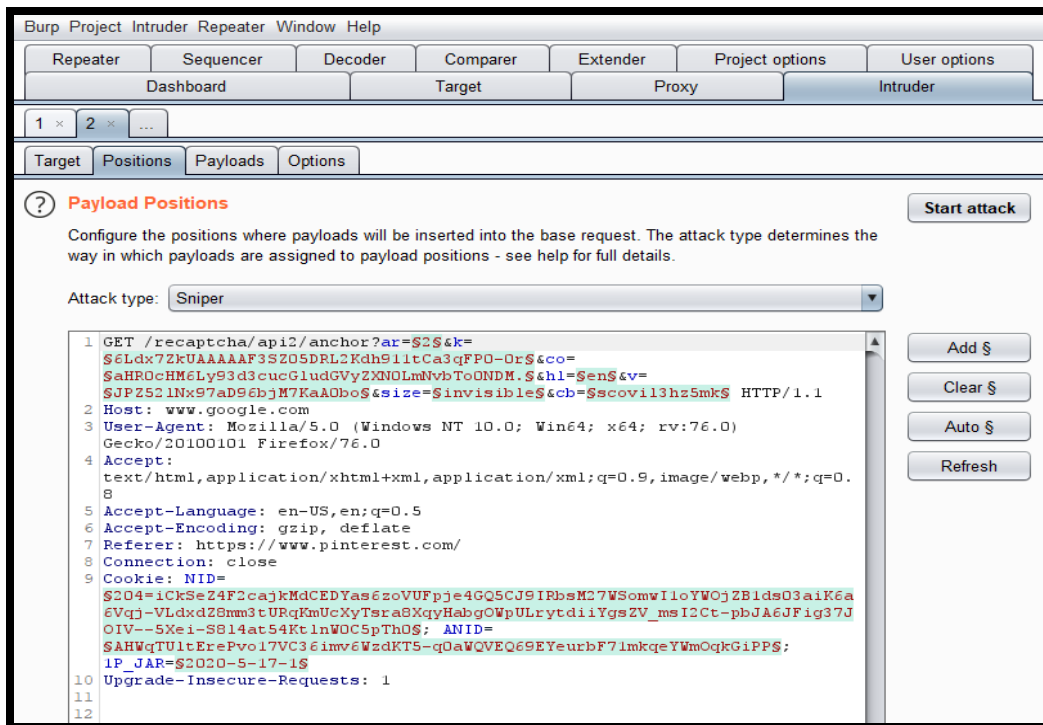 Burp Project Intruder Repeater Window Help
Repeater Sequencer Decoder Comparer Extender Project options User options
Dashboard Target Proxy Intruder
1 × 2 × ...
Target Positions Payloads Options
? Payload Positions
Start attack
Configure the positions where payloads will be inserted into the base request. The attack type determines the
way in which payloads are assigned to payload positions - see help for full details.
Attack type: Sniper
Add §
Clear §
Auto §
Refresh
1 GET /recaptcha/api2/anchor?ar=§2§&k=
§6Ldx7ZkUAAAAAF3SZ05DRL2Kdh911tCa3qFP0-0r§&co=
§aHR0cHM6Ly93d3cucGludGVyZXN0LmNvbTo0NDM.§&hl=§en§&v=
§JPZ52lNx97aD96bjM7KaA0bo§&size=§invisible§&cb=§scovil3hz5mk§ HTTP/1.1
2 Host: www.google.com
3 User-Agent: Mozilla/5.0 (Windows NT 10.0; Win64; x64; rv:76.0)
Gecko/20100101 Firefox/76.0
4 Accept:
text/html,application/xhtml+xml,application/xml;q=0.9,image/webp,*/*;q=0.
8
5 Accept-Language: en-US,en;q=0.5
6 Accept-Encoding: gzip, deflate
7 Referer: https://www.pinterest.com/
8 Connection: close
9 Cookie: NID=
§204=iCkSeZ4F2cajkMdCEDYas6zoVUFpje4GQ5CJ9IRbsM27WSomwI1oYWOjZB1ds03aiK6a
6Vqj-VLdxdZ8mm3tURqKmUcXyTsra8XqyHabgOWpULrytdiiYgsZV_msI2Ct-pbJA6JFig37J
OIV--5Xei-S814at54KtlnW0C5pTh0§; ANID=
§AHWqTUltErePvo17VC36imv6WzdKT5-q0aWQVEQ69EYeurbF71mkqeYWmOqkGiPP§;
1P_JAR=§2020-5-17-1§
10 Upgrade-Insecure-Requests: 1
11
12